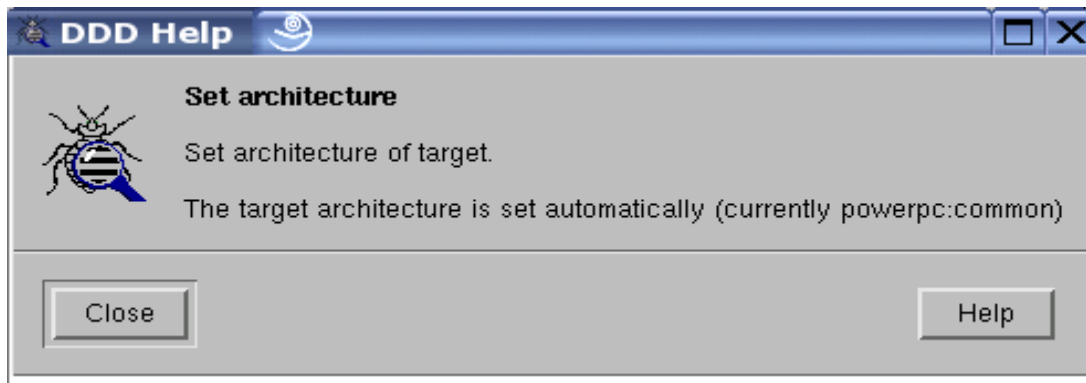 DDD Help
Set architecture
Set architecture of target.
The target architecture is set automatically (currently powerpc:common)
Close
Help